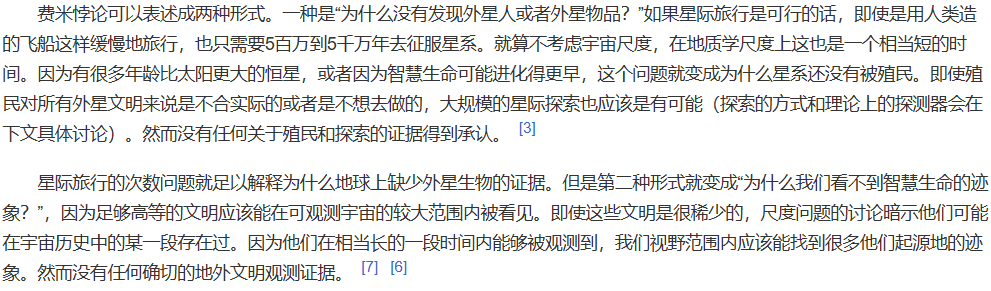 费米悖论可以表述成两种形式。一种是“为什么没有发现外星人或者外星物品？”如果星际旅行是可行的话，即使是用人类造
的飞船这样缓慢地旅行，也只需要5百万到5千万年去征服星系。就算不考虑宇宙尺度，在地质学尺度上这也是一个相当短的时
间。因为有很多年龄比太阳更大的恒星，或者因为智慧生命可能进化得更早，这个问题就变成为什么星系还没有被殖民。即使殖
民对所有外星文明来说是不合实际的或者是不想去做的，大规模的星际探索也应该是有可能（探索的方式和理论上的探测器会在
下文具体讨论）。然而没有任何关于殖民和探索的证据得到承认。 [3]
星际旅行的次数问题就足以解释为什么地球上缺少外星生物的证据。但是第二种形式就变成“为什么我们看不到智慧生命的迹
象？”，因为足够高等的文明应该能在可观测宇宙的较大范围内被看见。即使这些文明是很稀少的，尺度问题的讨论暗示他们可能
在宇宙历史中的某一段存在过。因为他们在相当长的一段时间内能够被观测到，我们视野范围内应该能找到很多他们起源地的迹
象。然而没有任何确切的地外文明观测证据。 [7] [6]